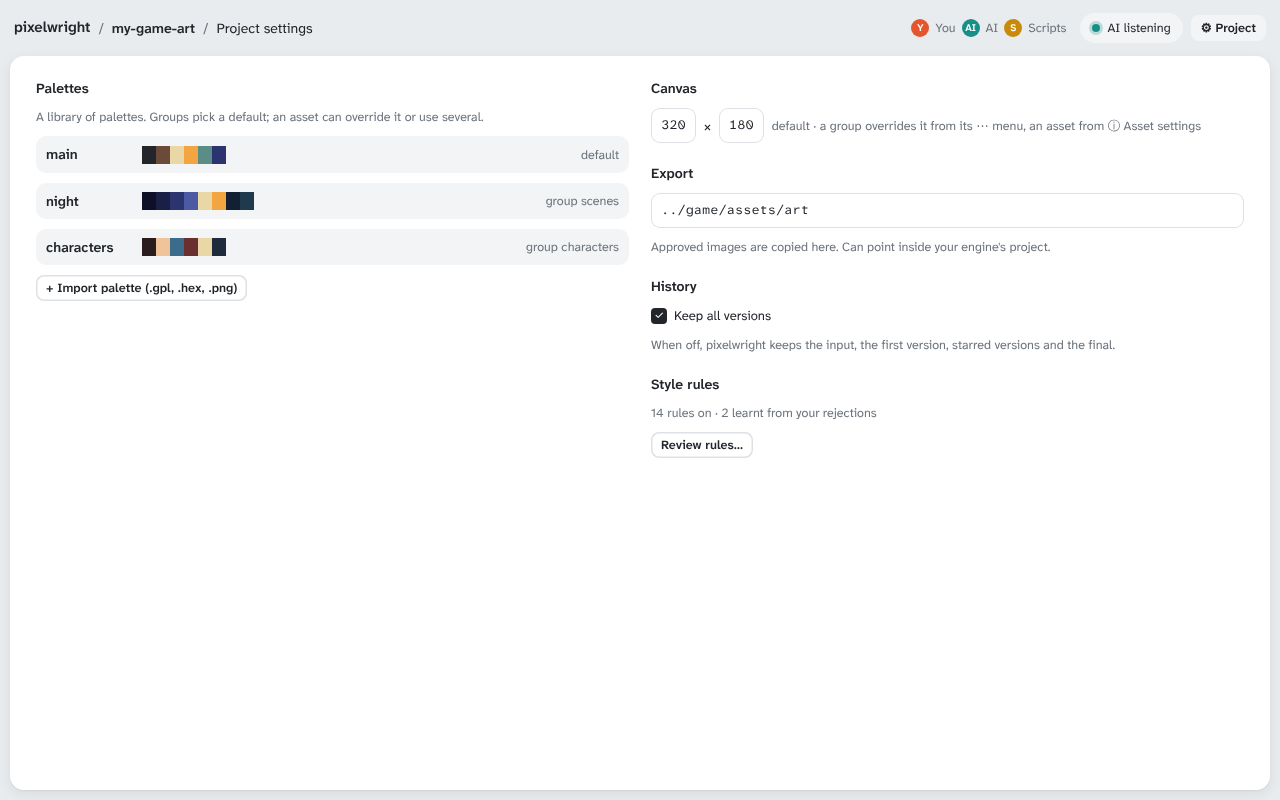 pixelwright / my-game-art / Project settings
Y You AI AI S Scripts AI listening ⚙ Project
Palettes
A library of palettes. Groups pick a default; an asset can override it or use several.
main default
night group scenes
characters group characters
+ Import palette (.gpl, .hex, .png)
Canvas
320 × 180 default · a group overrides it from its ··· menu, an asset from ⓘ Asset settings
Export
../game/assets/art
Approved images are copied here. Can point inside your engine's project.
History
Keep all versions
When off, pixelwright keeps the input, the first version, starred versions and the final.
Style rules
14 rules on · 2 learnt from your rejections
Review rules...